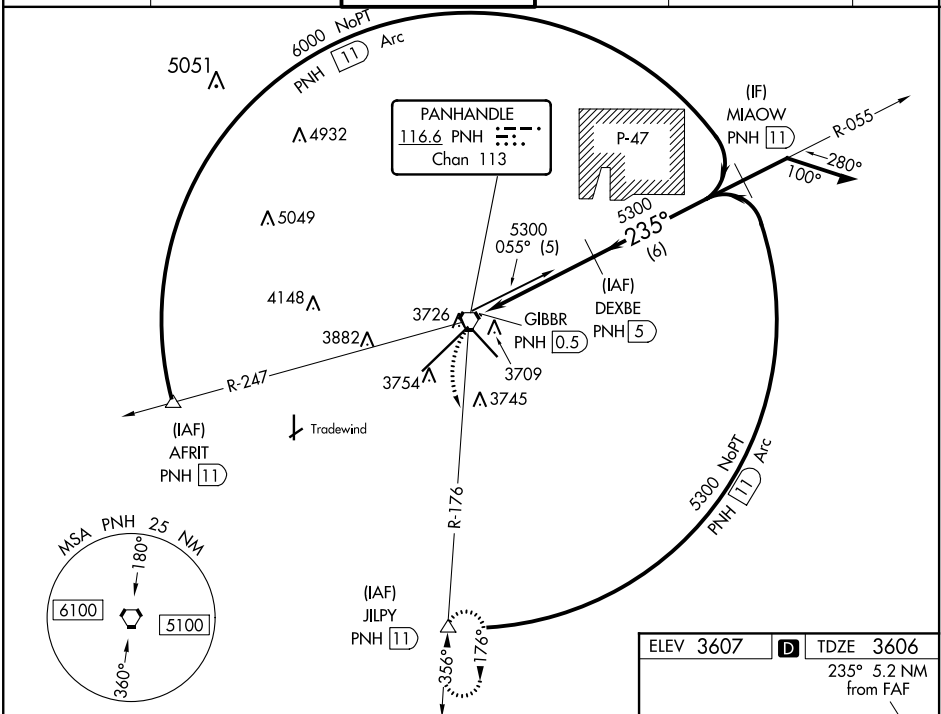 6000 NoPT
PNH 11 Arc
5051
4932
PANHANDLE
116.6 PNH
Chan 113
P-47
(IF)
MIAOW
PNH 11
R-055
280°
100°
5049
5300
055° (5)
5300
235°
(6)
(IAF)
DEXBE
PNH 5
4148
3726
GIBBR
PNH 0.5
3882
3754
3709
3745
R-247
(IAF)
AFRIT
PNH 11
Tradewind
R-176
5300 NoPT
PNH 11 Arc
MSA PNH 25 NM
180°
6100
5100
360°
(IAF)
JILPY
PNH 11
356°
176°
ELEV 3607 D TDZE 3606
235° 5.2 NM
from FAF